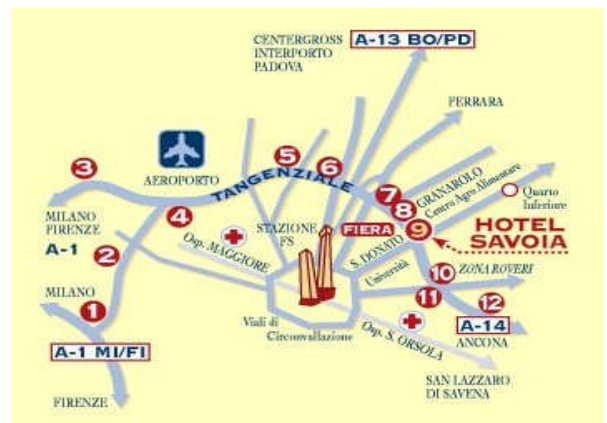 CENTERGROSS
INTERPORTO
PADOVA
A-13 BO/PD
FERRARA
AEROPORTO
TANGENZIALE
3
4
5
6
7
8
9
GRANAROLO
Centro Agro Alimentare
Quarto
Inferiore
MILANO
FIRENZE
A-1
2
STAZIONE
FS
FIERA
HOTEL
SAVOIA
Osp. MAGGIORE
S. DONATO
Università
10
ZONA ROVERI
11
12
MILANO
1
A-1 MI/FI
A-14
ANCONA
Viali di
Circonvallazione
Osp. S. ORSOLA
SAN LAZZARO
DI SAVENA
FIRENZE